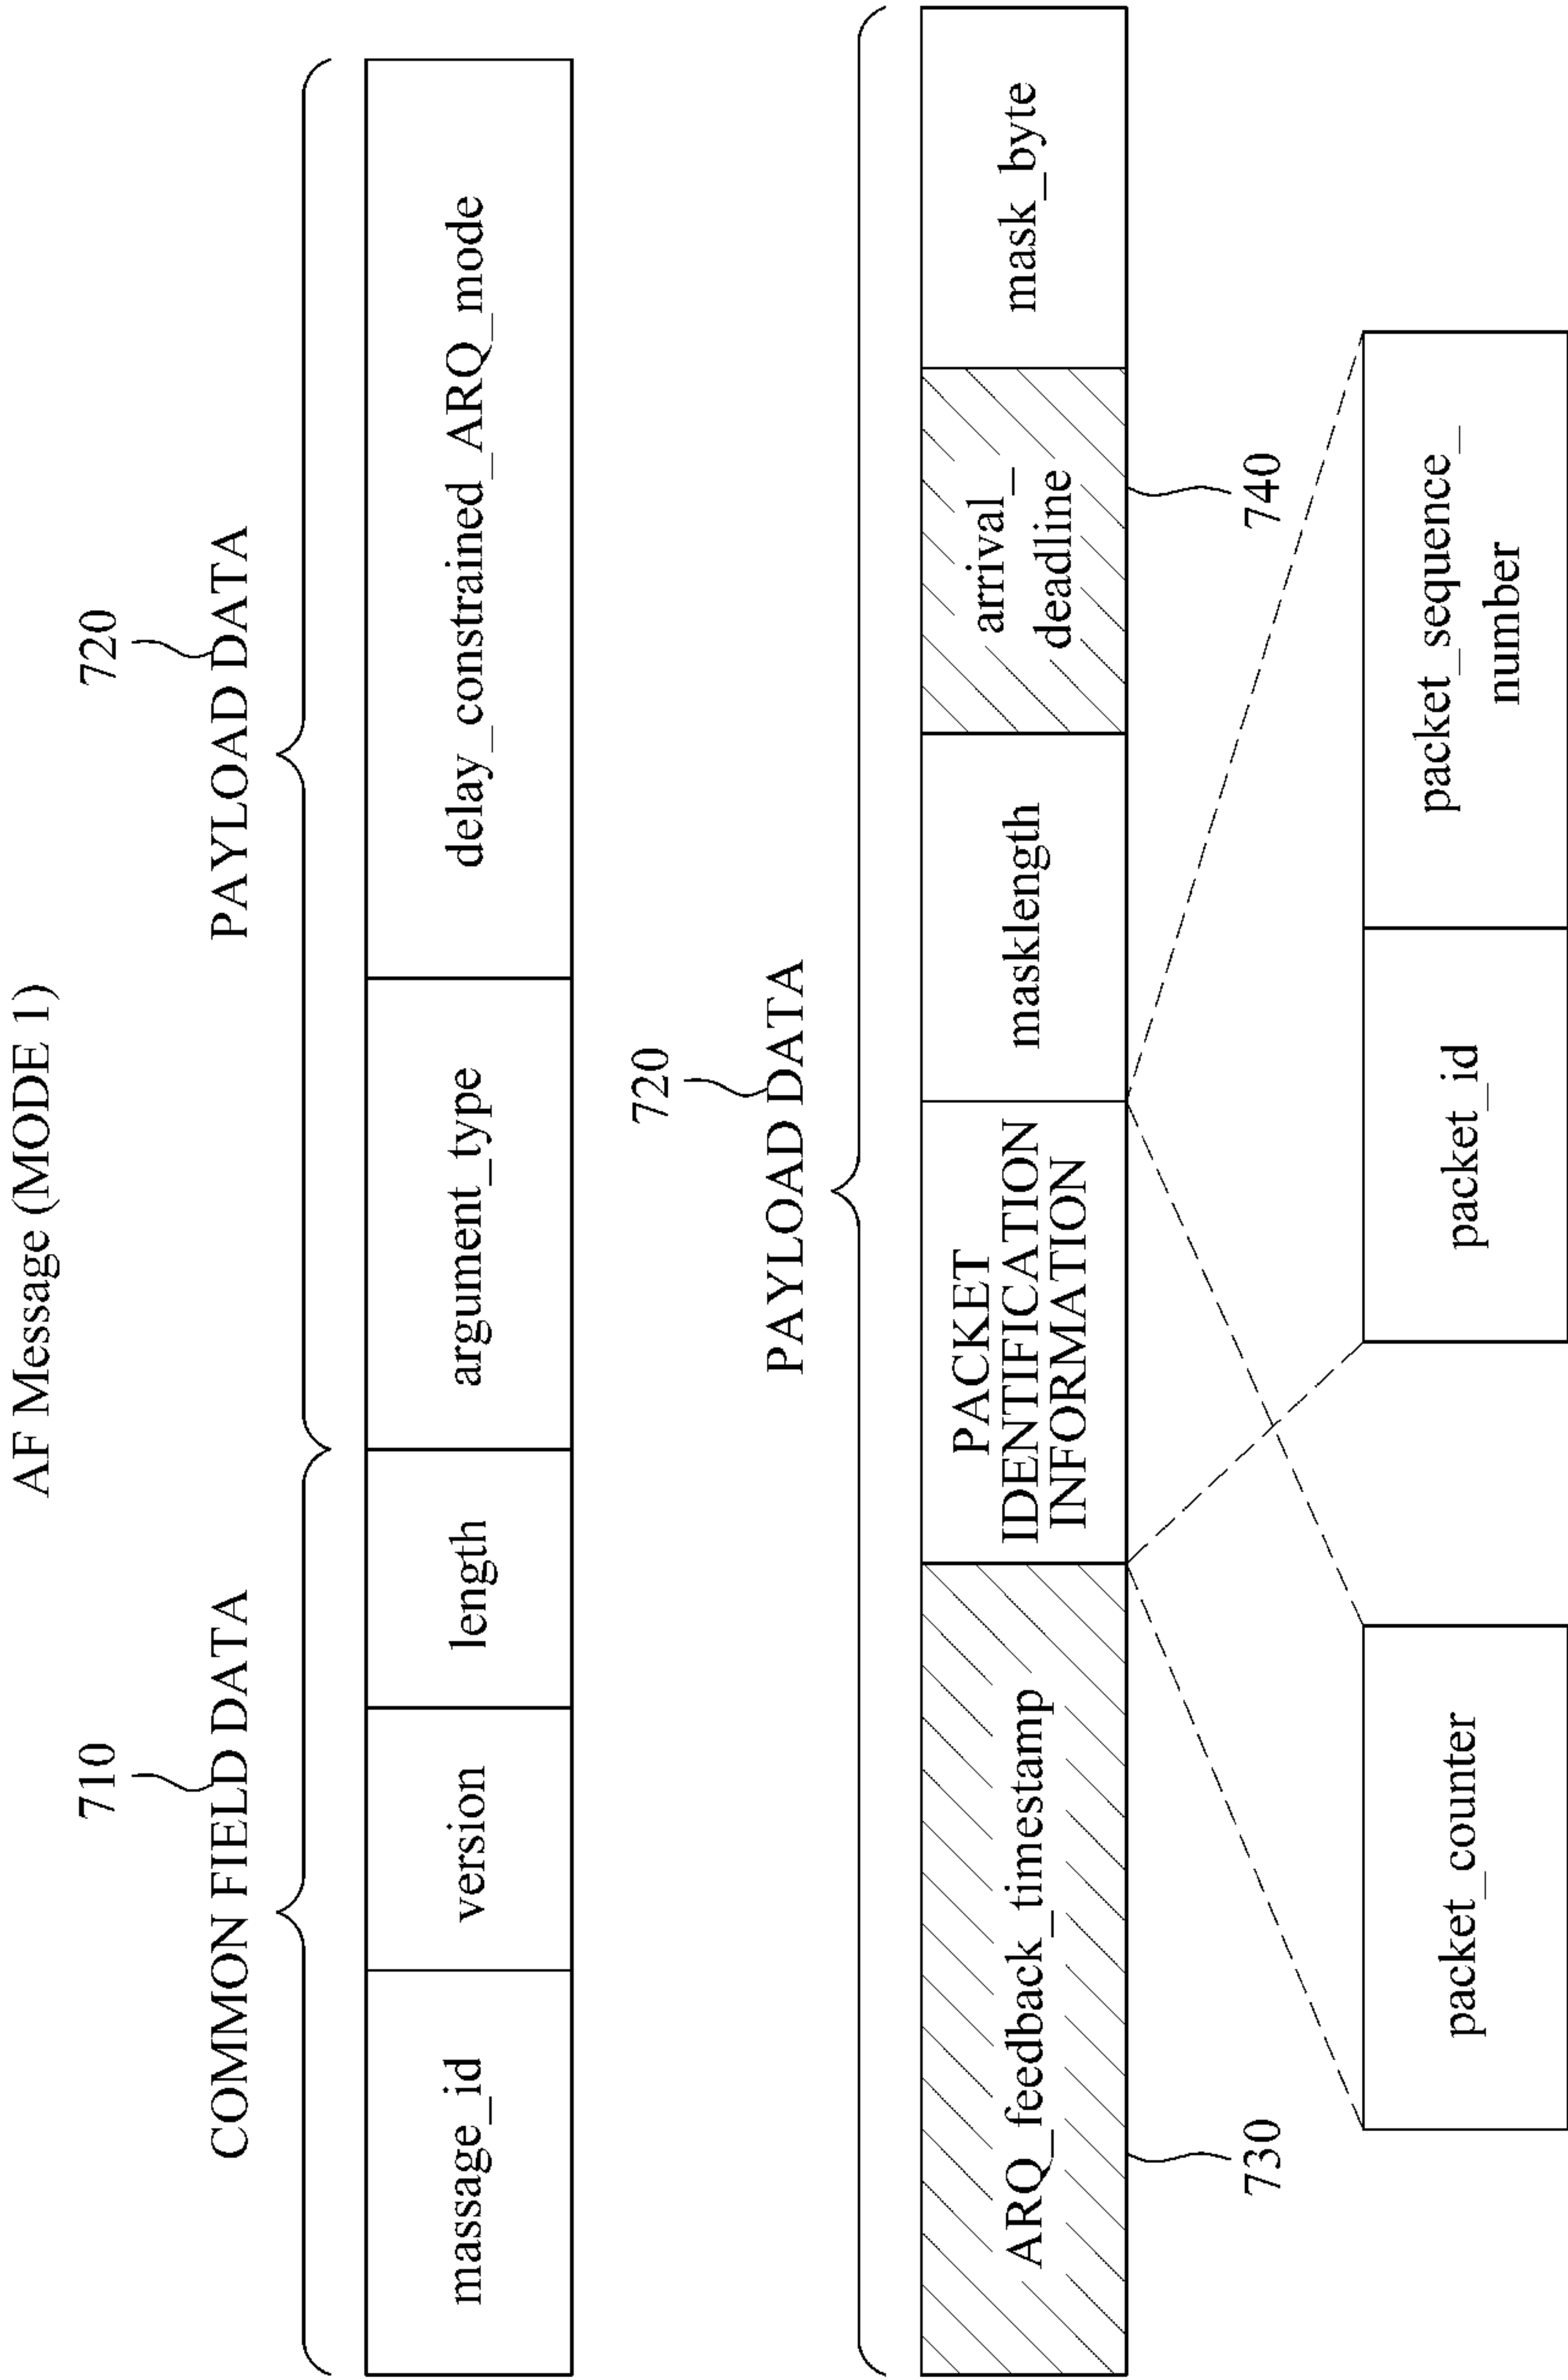 AF Message (MODE 1)
710
COMMON FIELD DATA
720
PAYLOAD DATA
massage_id
version
length
argument_type
delay_constrained_ARQ_mode
720
PAYLOAD DATA
ARQ_feedback_timestamp
PACKET
IDENTIFICATION
INFORMATION
masklength
arrival_
deadline
mask_byte
730
740
packet_counter
packet_id
packet_sequence_
number